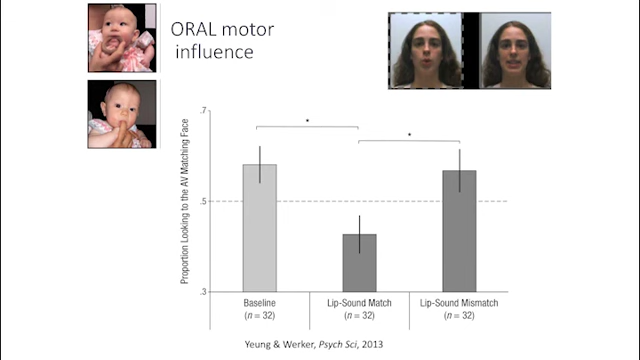 ORAL motor
influence
Proportion Looking to the AV Matching Face
.7
.5
.3
*
*
Baseline
(n = 32)
Lip-Sound Match
(n = 32)
Lip-Sound Mismatch
(n = 32)
Yeung & Werker, Psych Sci, 2013